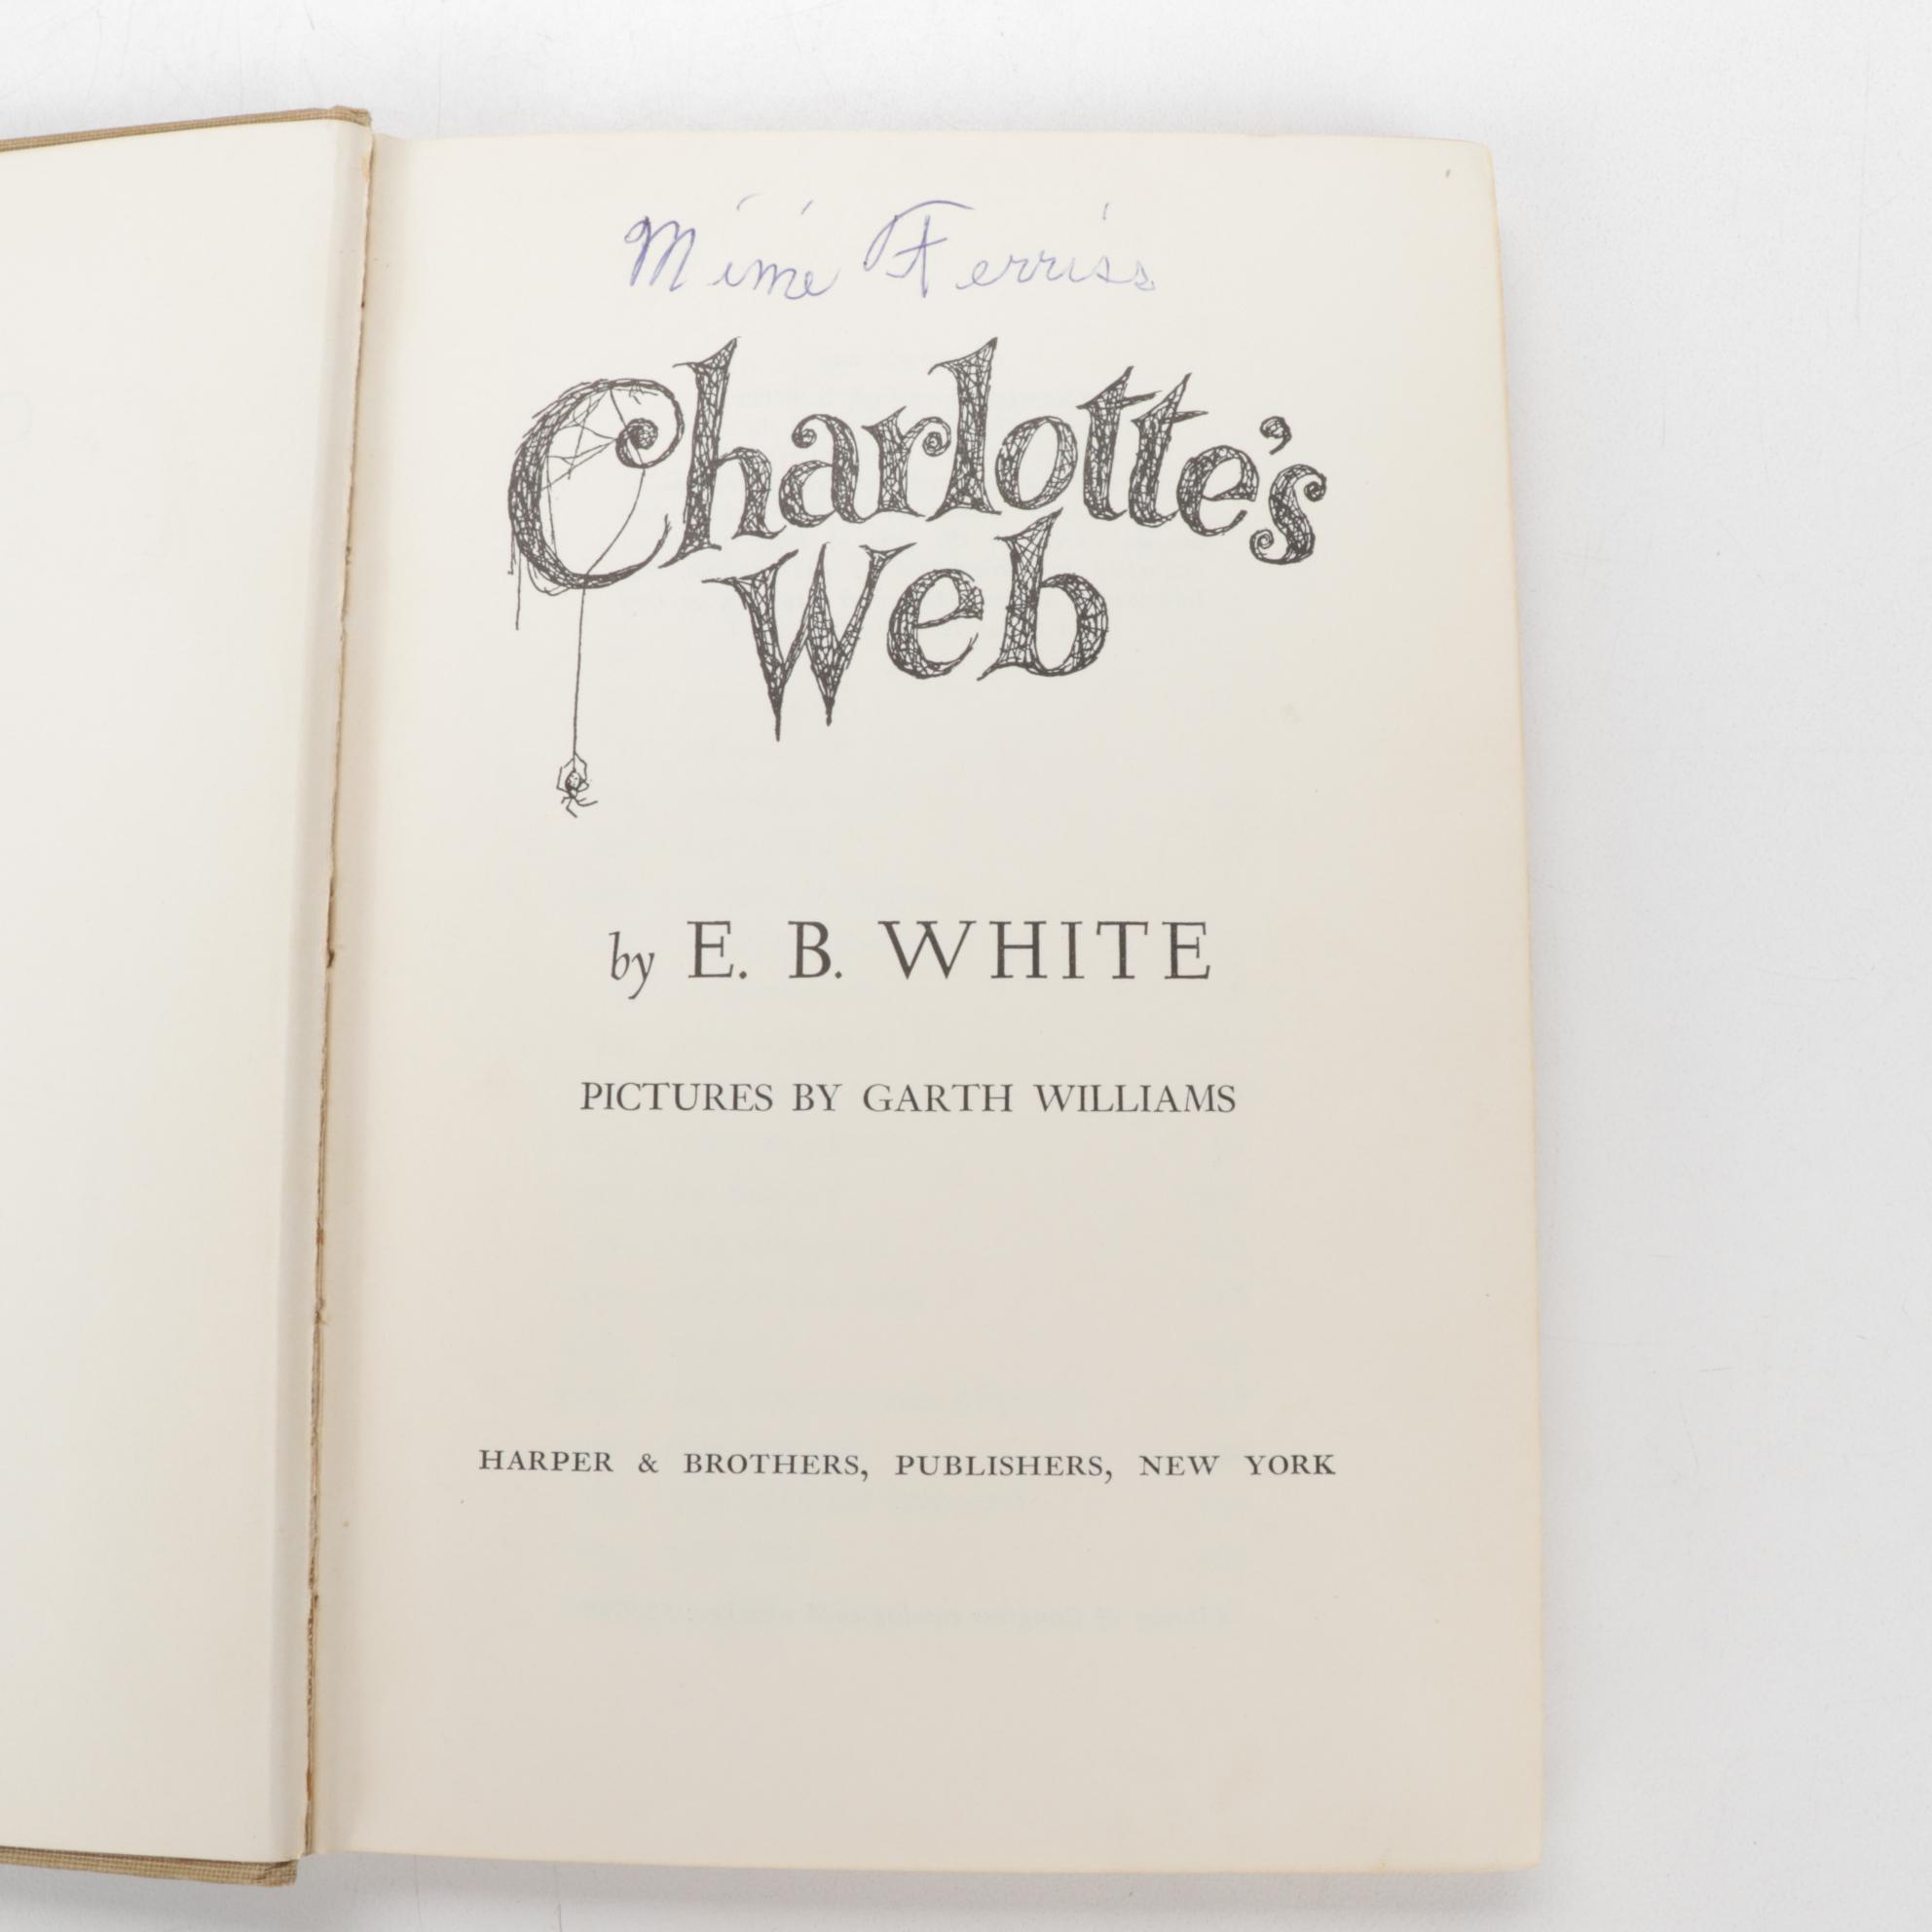 Mimi Ferriss
Charlotte's
Web
by E. B. WHITE
PICTURES BY GARTH WILLIAMS
HARPER & BROTHERS, PUBLISHERS, NEW YORK